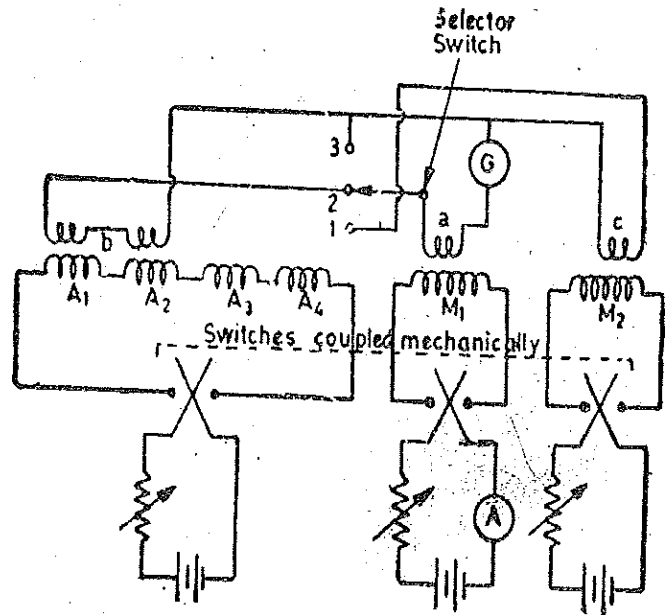 Selector
Switch
3
G
2
a
c
1
b
A1 A2 A3 A4
M1
M2
Switches coupled mechanically
A